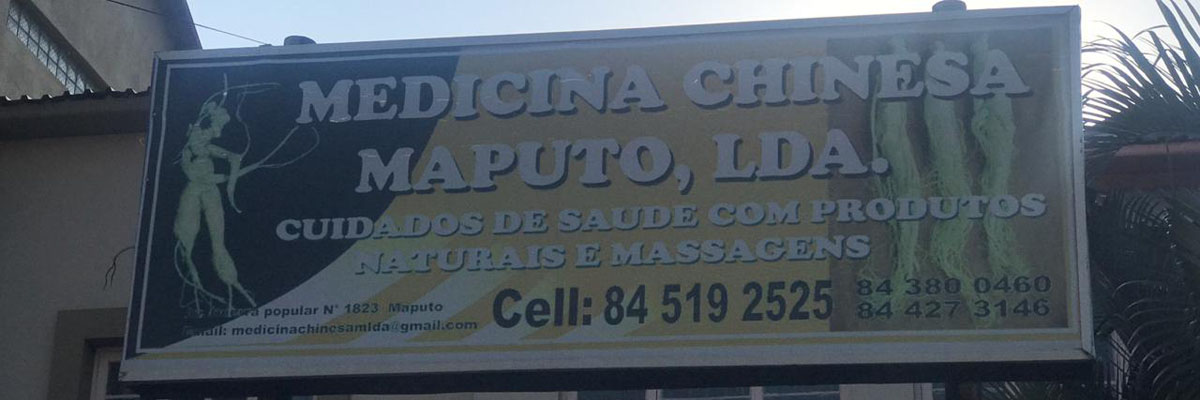 MEDICINA CHINESA
MAPUTO, LDA.
CUIDADOS DE SAUDE COM PRODUTOS
NATURAIS E MASSAGENS
popular N° 1823 Maputo
Email: medicinachinesamlda@gmail.com
Cell: 84 519 2525
84 380 0460
84 427 3146